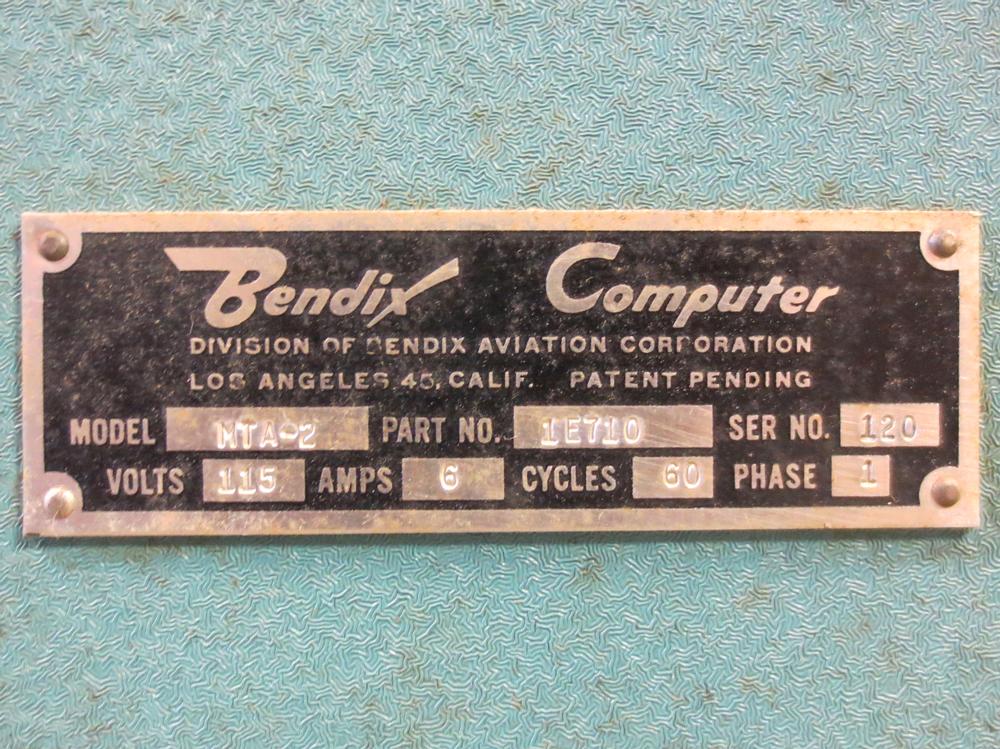 Bendix Computer
DIVISION OF BENDIX AVIATION CORPORATION
LOS ANGELES 45, CALIF. PATENT PENDING
MODEL MTA-2 PART NO. 1E710 SER NO. 120
VOLTS 115 AMPS 6 CYCLES 60 PHASE 1